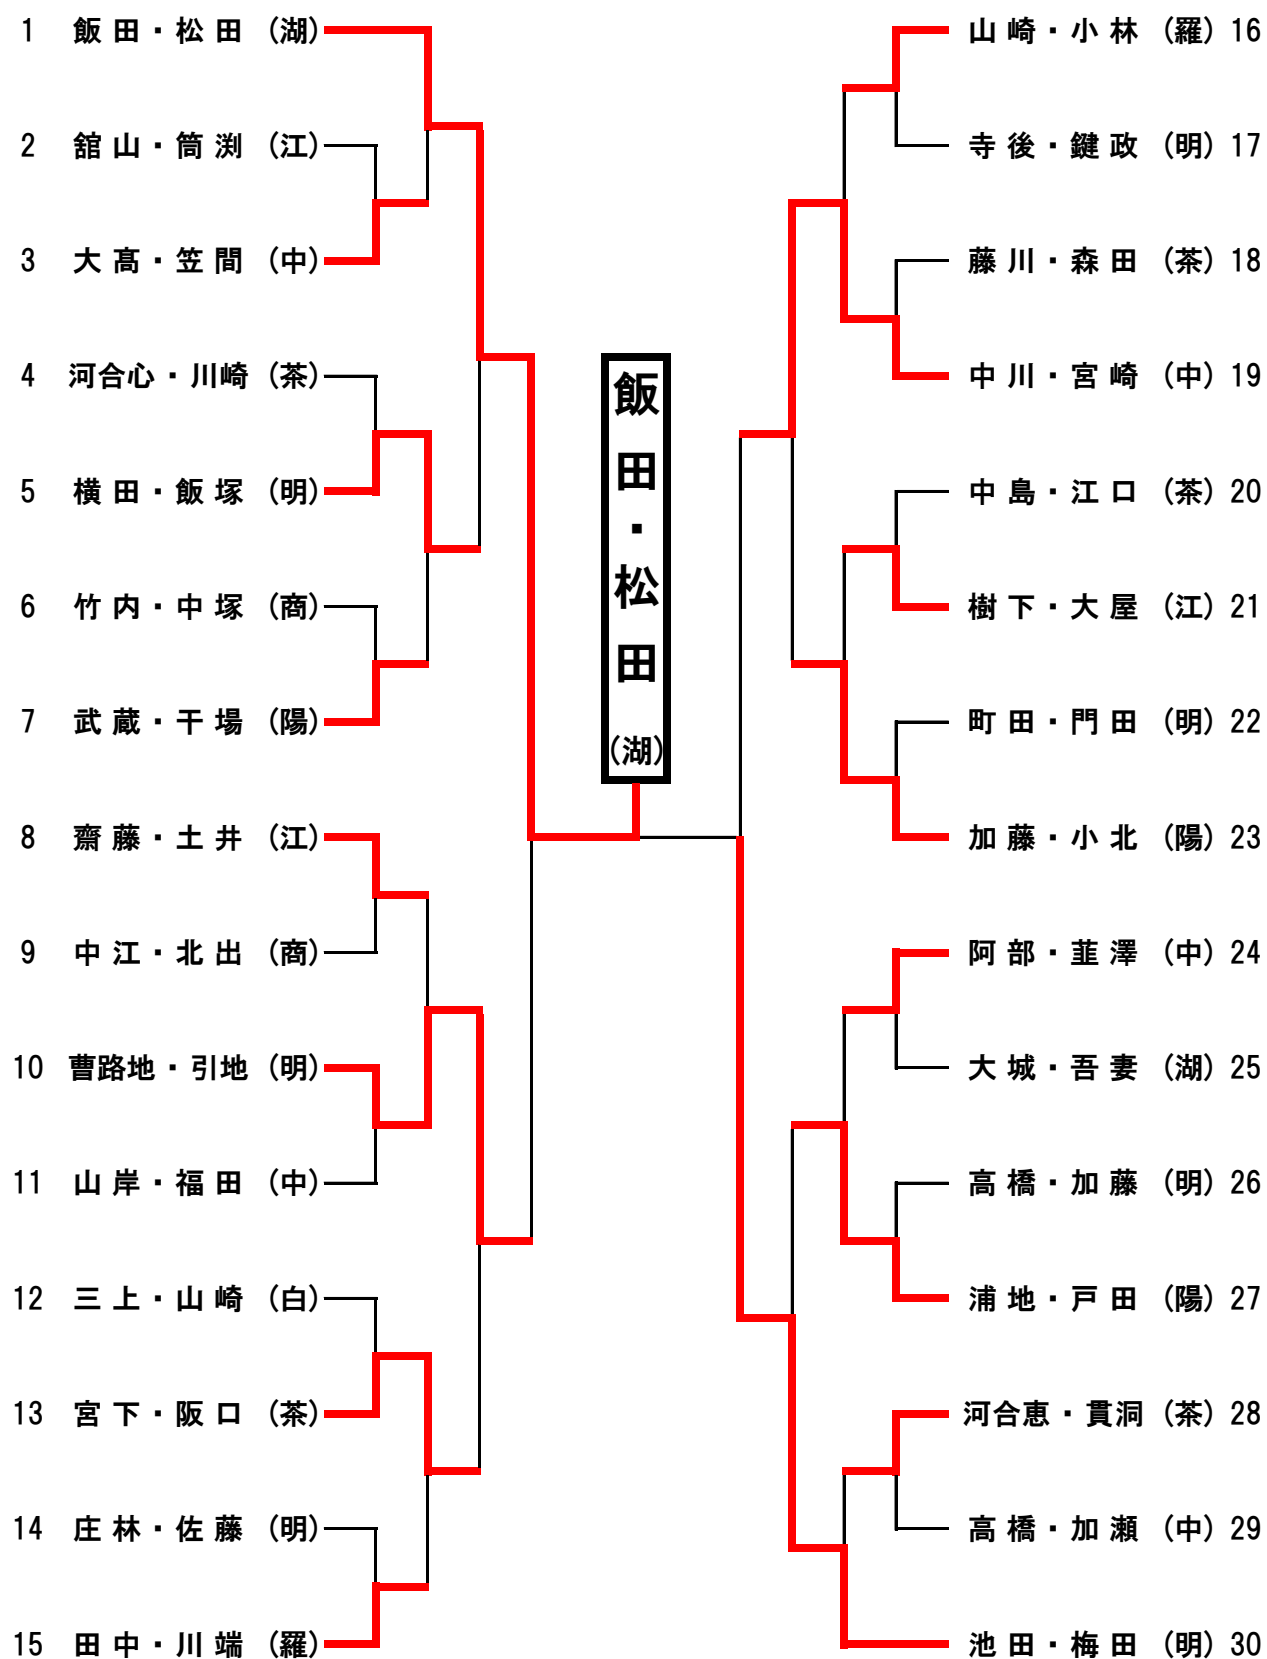 1 飯田・松田 (湖)
2 舘山・筒渕 (江)
3 大髙・笠間 (中)
4 河合心・川崎 (茶)
5 横田・飯塚 (明)
6 竹内・中塚 (商)
7 武蔵・干場 (陽)
8 齋藤・土井 (江)
9 中江・北出 (商)
10 曹路地・引地 (明)
11 山岸・福田 (中)
12 三上・山崎 (白)
13 宮下・阪口 (茶)
14 庄林・佐藤 (明)
15 田中・川端 (羅)
飯田・松田 (湖)
山崎・小林 (羅) 16
寺後・鍵政 (明) 17
藤川・森田 (茶) 18
中川・宮崎 (中) 19
中島・江口 (茶) 20
樹下・大屋 (江) 21
町田・門田 (明) 22
加藤・小北 (陽) 23
阿部・韮澤 (中) 24
大城・吾妻 (湖) 25
高橋・加藤 (明) 26
浦地・戸田 (陽) 27
河合恵・貫洞 (茶) 28
高橋・加瀬 (中) 29
池田・梅田 (明) 30